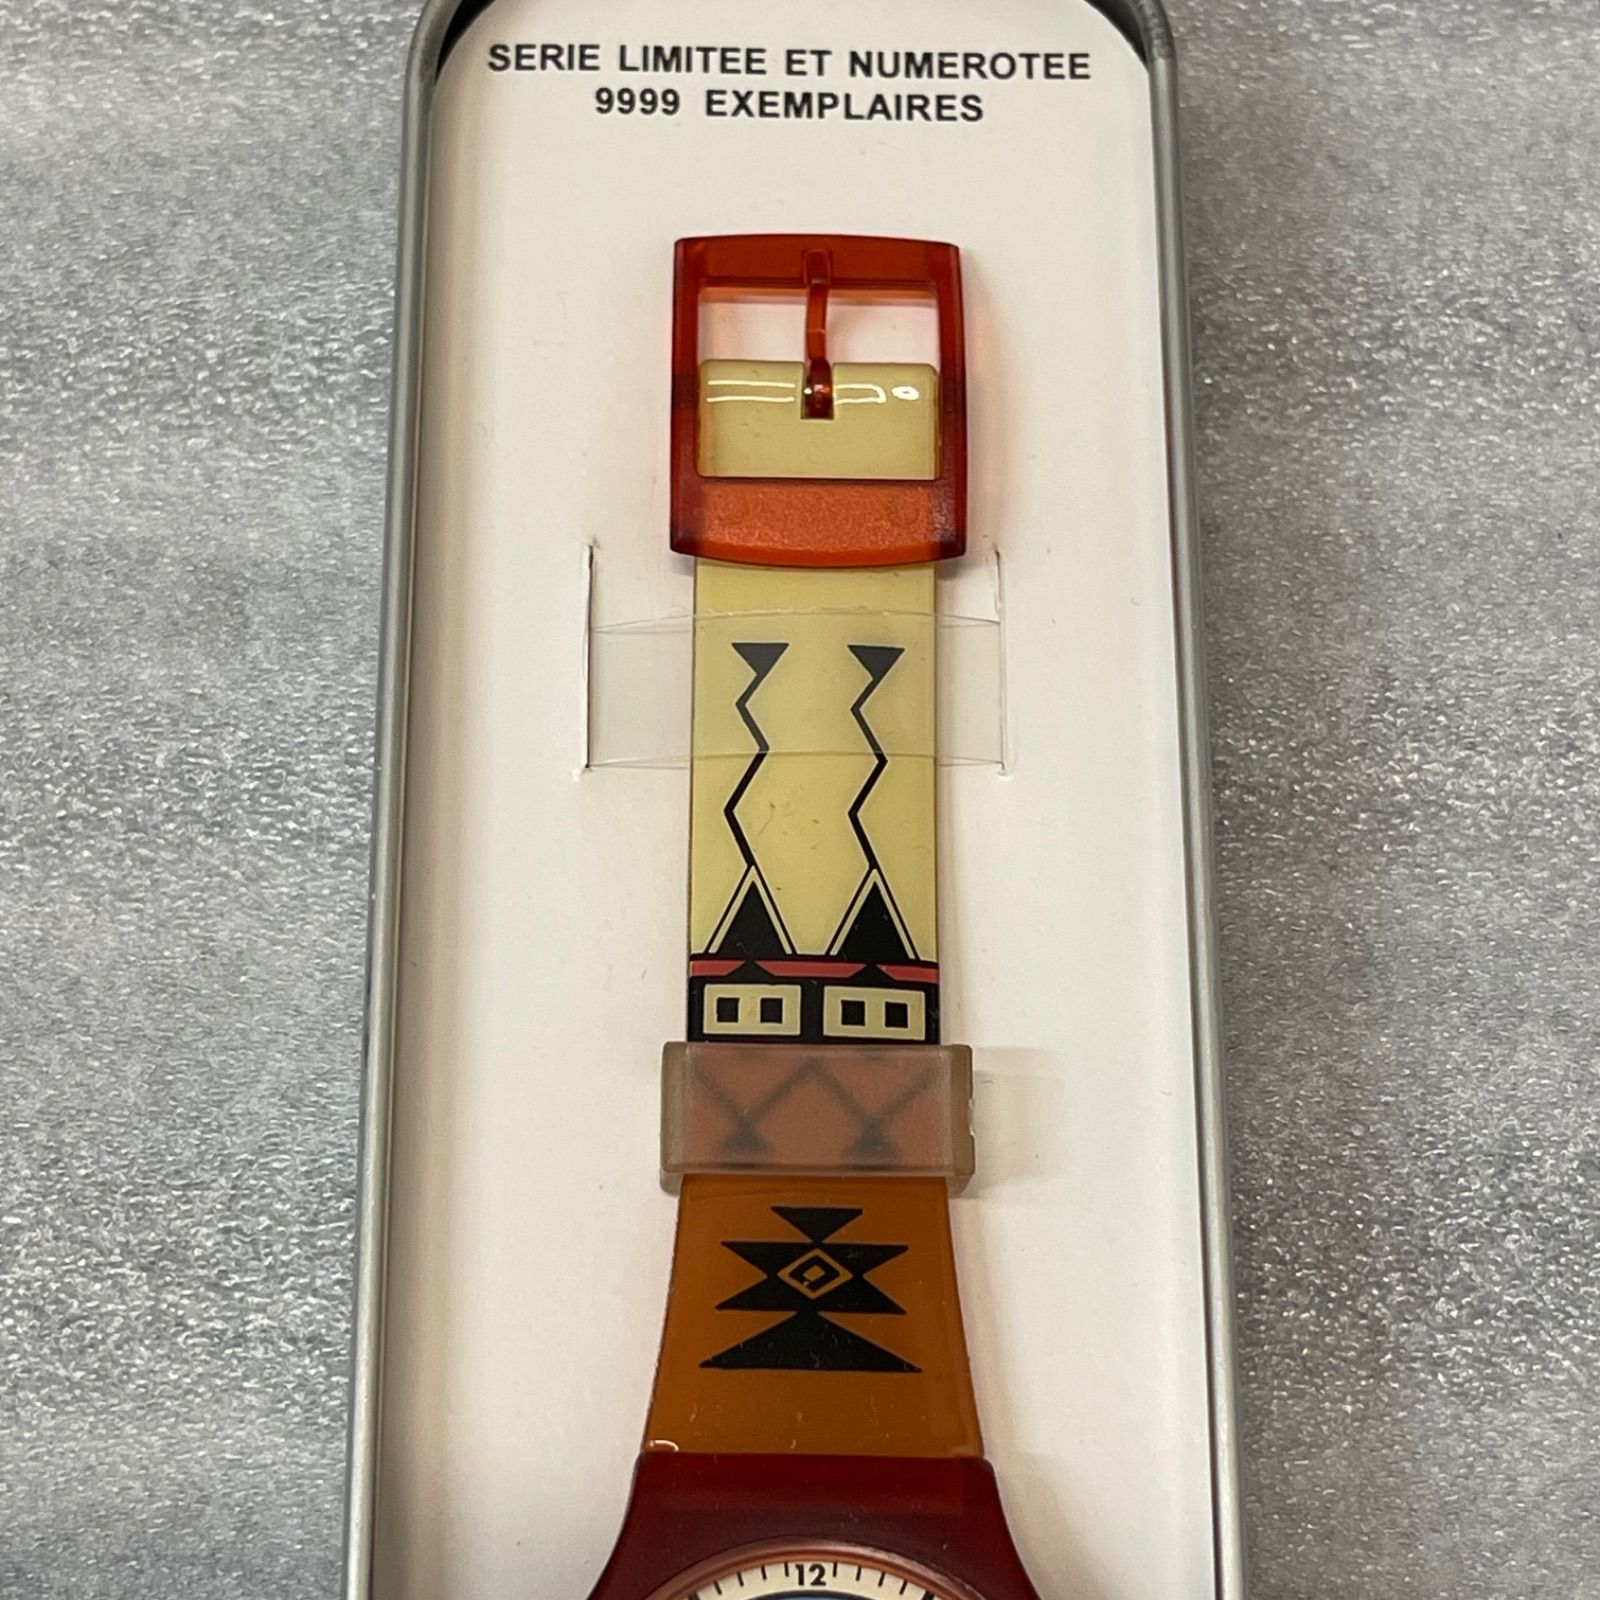 SERIE LIMITEE ET NUMEROTEE
9999 EXEMPLAIRES
12